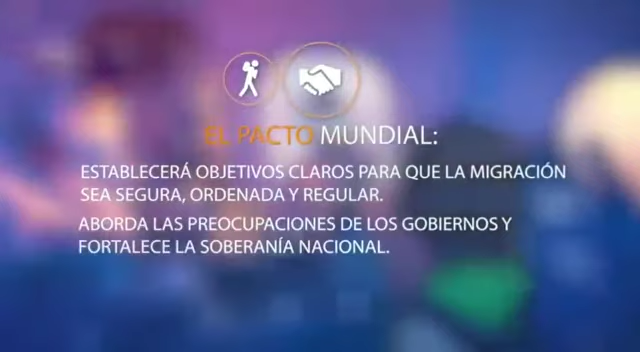 EL PACTO MUNDIAL:
ESTABLECERÁ OBJETIVOS CLAROS PARA QUE LA MIGRACIÓN
SEA SEGURA, ORDENADA Y REGULAR.
ABORDA LAS PREOCUPACIONES DE LOS GOBIERNOS Y
FORTALECE LA SOBERANÍA NACIONAL.